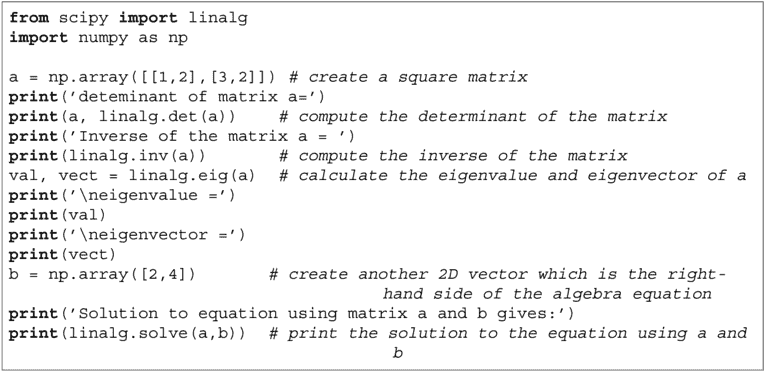 from scipy import linalg
import numpy as np
a = np.array([[1,2],[3,2]]) # create a square matrix
print('deteminant of matrix a=')
print(a, linalg.det(a)) # compute the determinant of the matrix
print('Inverse of the matrix a = ')
print(linalg.inv(a)) # compute the inverse of the matrix
val, vect = linalg.eig(a) # calculate the eigenvalue and eigenvector of a
print('\neigenvalue =')
print(val)
print('\neigenvector =')
print(vect)
b = np.array([2,4]) # create another 2D vector which is the right-
hand side of the algebra equation
print('Solution to equation using matrix a and b gives:')
print(linalg.solve(a,b)) # print the solution to the equation using a and
b